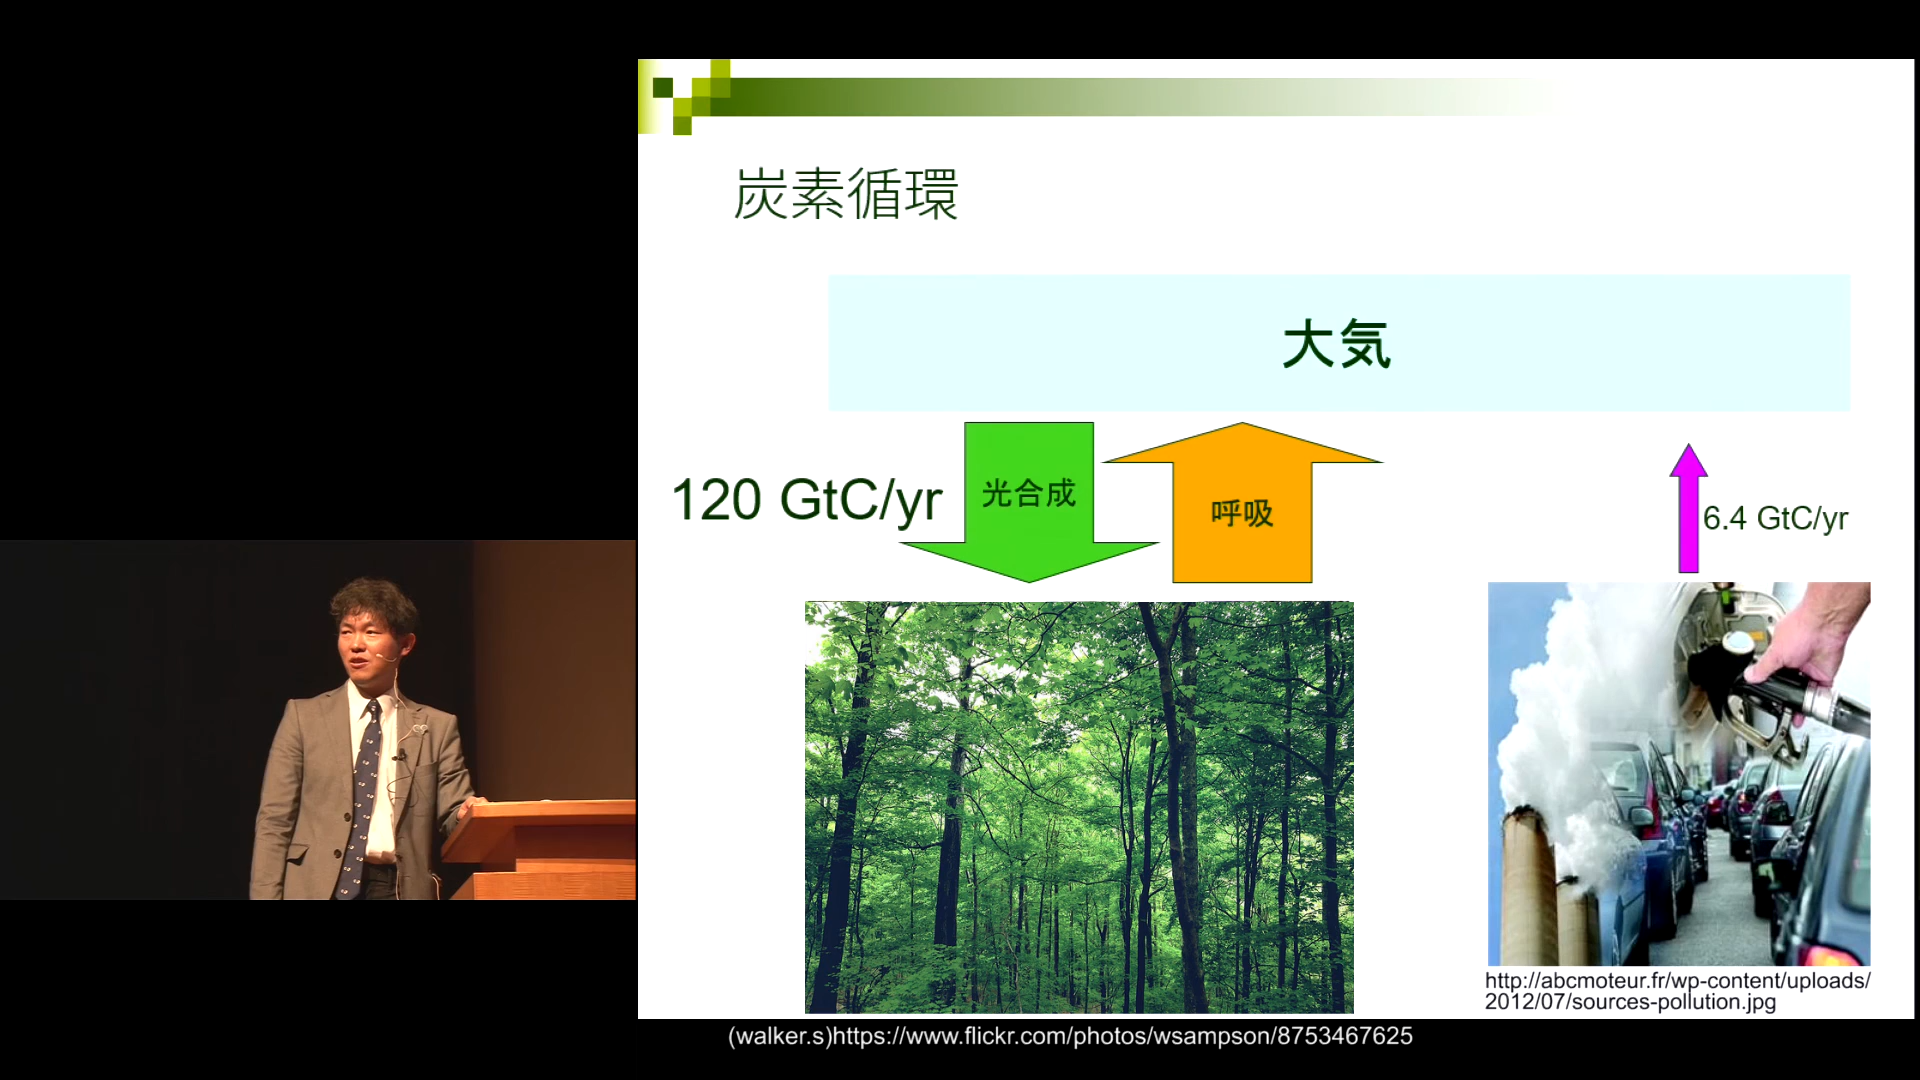 炭素循環
大気
120 GtC/yr
光合成
呼吸
6.4 GtC/yr
http://abcmoteur.fr/wp-content/uploads/
2012/07/sources-pollution.jpg
(walker.s)https://www.flickr.com/photos/wsampson/8753467625